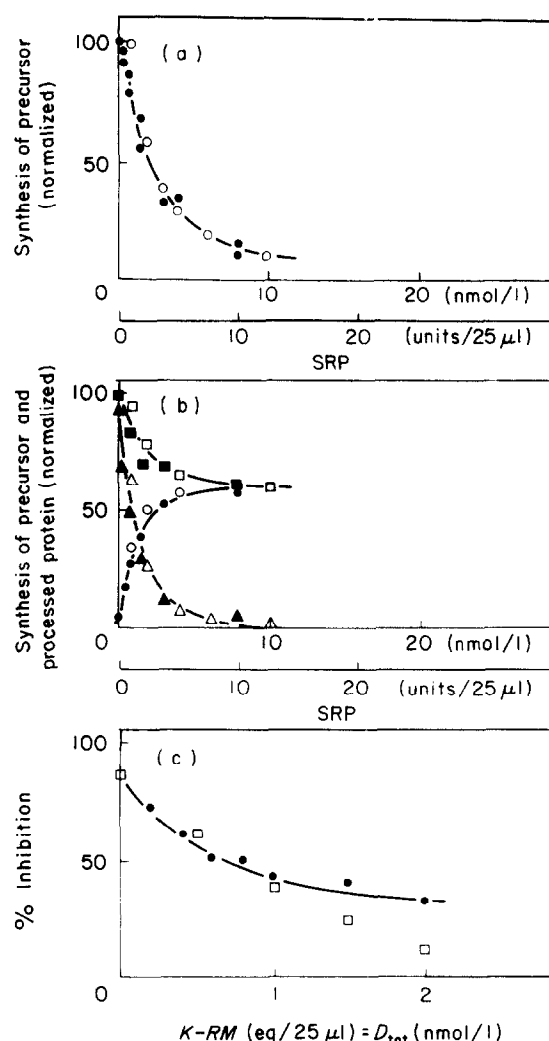 Synthesis of precursor
(normalized)
100
50
0
(a)
10
20
(nmol/l)
0
10
20
(units/25 μl)
SRP
Synthesis of precursor and
processed protein (normalized)
100
50
0
(b)
10
20
(nmol/l)
0
10
20
(units/25 μl)
SRP
% Inhibition
100
50
0
(c)
1
2
K-RM (eq/25 μl) = Dtot (nmol/l)